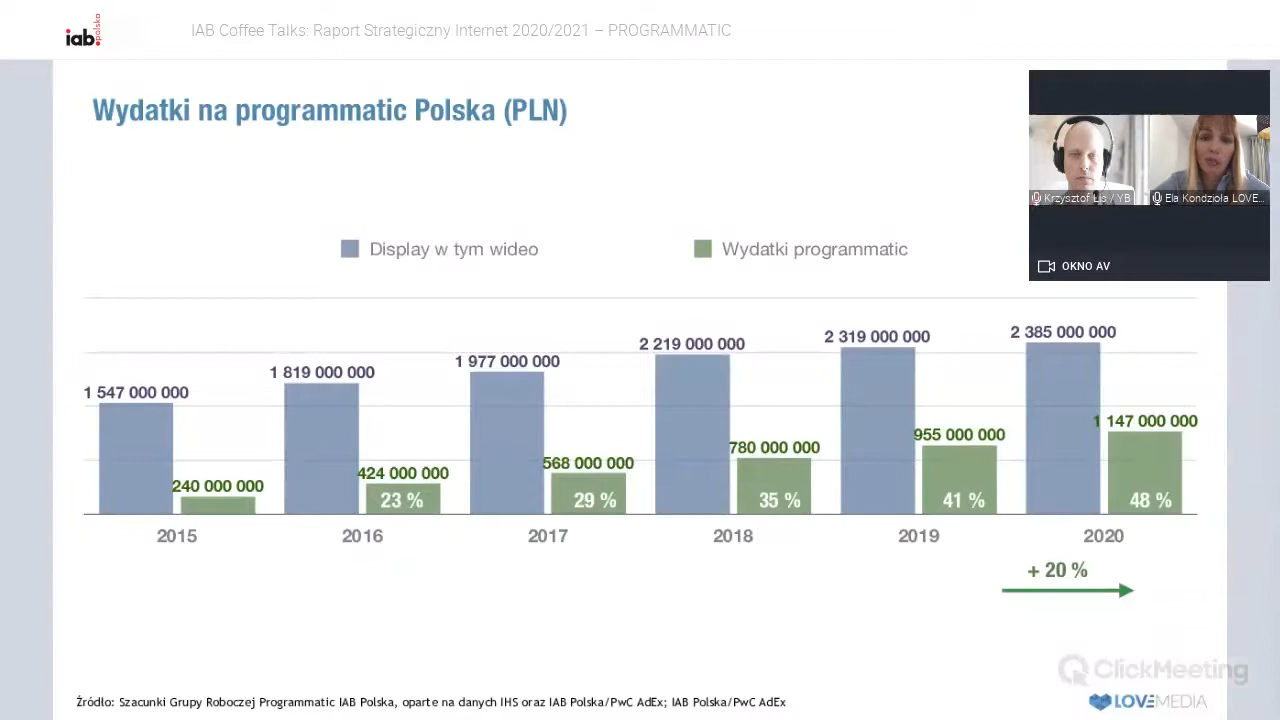 iab:
polska
IAB Coffee Talks: Raport Strategiczny Internet 2020/2021 – PROGRAMMATIC
Wydatki na programmatic Polska (PLN)
Krzysztof Łis / YB
Ela Kondzioła LOVE...
OKNO AV
Display w tym wideo
Wydatki programmatic
1 547 000 000
240 000 000
2015
1 819 000 000
424 000 000
23 %
2016
1 977 000 000
568 000 000
29 %
2017
2 219 000 000
780 000 000
35 %
2018
2 319 000 000
955 000 000
41 %
2019
2 385 000 000
1 147 000 000
48 %
2020
+ 20 %
ClickMeeting
Źródło: Szacunki Grupy Roboczej Programmatic IAB Polska, oparte na danych IHS oraz IAB Polska/PwC AdEx; IAB Polska/PwC AdEx
LOVEMEDIA